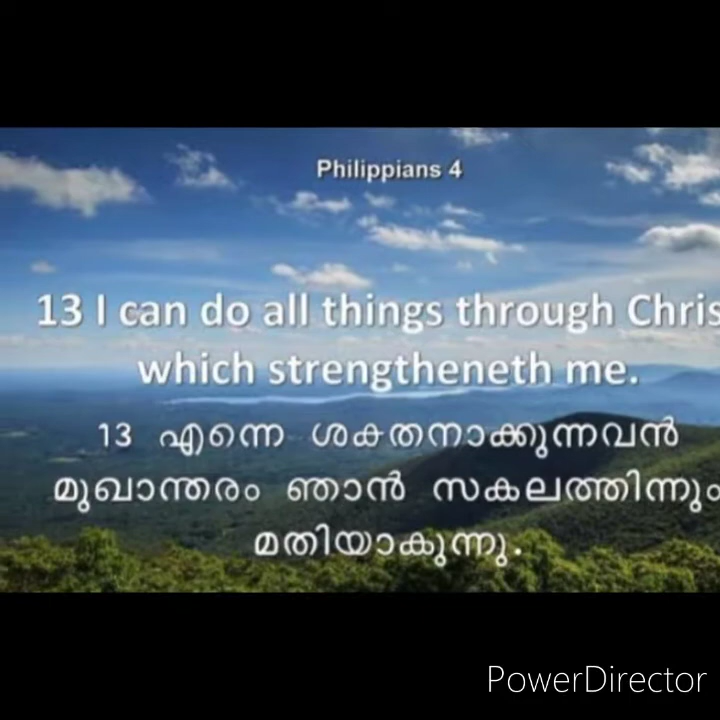 Philippians 4
13 I can do all things through Chris
which strengtheneth me.
13 എന്നെ ശക്തനാക്കുന്നവൻ
മുഖാന്തരം ഞാൻ സകലത്തിന്നും
മതിയാകുന്നു.
PowerDirector